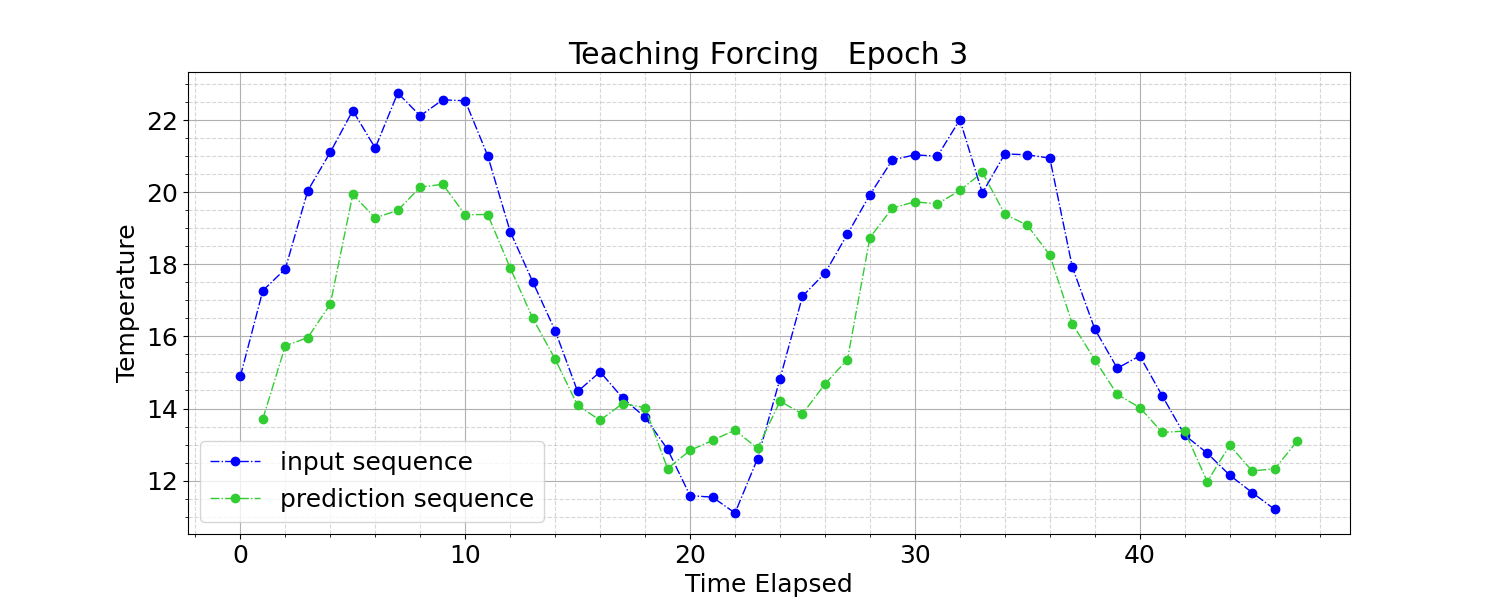 Teaching Forcing   Epoch 3
Temperature
22
20
18
16
14
12
input sequence
prediction sequence
0 10 20 30 40
Time Elapsed